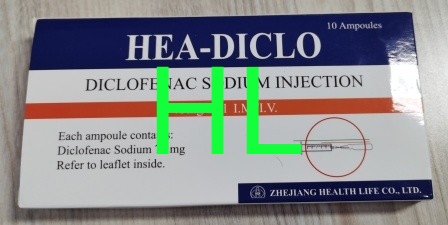 10 Ampoules
HEA-DICLO
DICLOFENAC SODIUM INJECTION
I.M. I.V.
Each ampoule contains:
Diclofenac Sodium mg
Refer to leaflet inside.
ZHEJIANG HEALTH LIFE CO., LTD.
HL